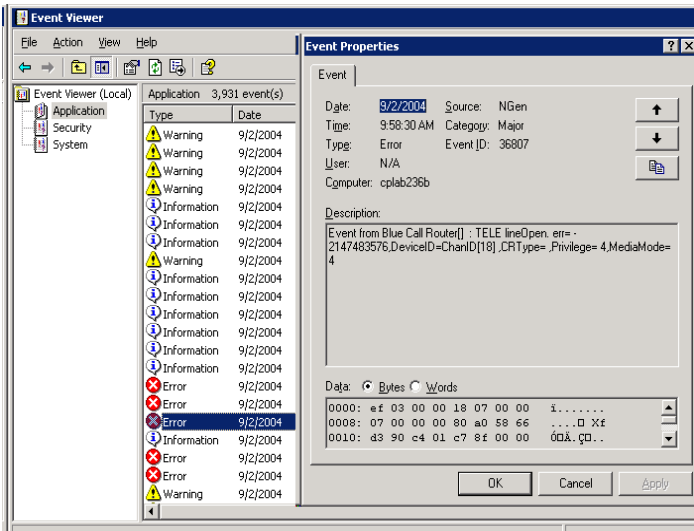 Event Viewer
File Action View Help
Event Viewer (Local)
Application
Security
System
Application 3,931 event(s)
Type Date
Warning 9/2/2004
Warning 9/2/2004
Warning 9/2/2004
Information 9/2/2004
Information 9/2/2004
Information 9/2/2004
Warning 9/2/2004
Information 9/2/2004
Information 9/2/2004
Information 9/2/2004
Information 9/2/2004
Information 9/2/2004
Error 9/2/2004
Error 9/2/2004
Error 9/2/2004
Information 9/2/2004
Error 9/2/2004
Error 9/2/2004
Warning 9/2/2004
Event Properties
Event
Date: 9/2/2004 Source: NGen
Time: 9:58:30 AM Category: Major
Type: Error Event ID: 36807
User: N/A
Computer: cplab236b
Description:
Event from Blue Call Router[] : TELE lineOpen. err= -
2147483576,DeviceID=ChanID[18] ,CRType= ,Privilege= 4,MediaMode=
4
Data: Bytes Words
0000: ef 03 00 00 18 07 00 00 ï.......
0008: 07 00 00 00 80 a0 58 66 ....□ Xf
0010: d3 90 c4 01 c7 8f 00 00 Ó□Ä.Ç□..
OK Cancel Apply